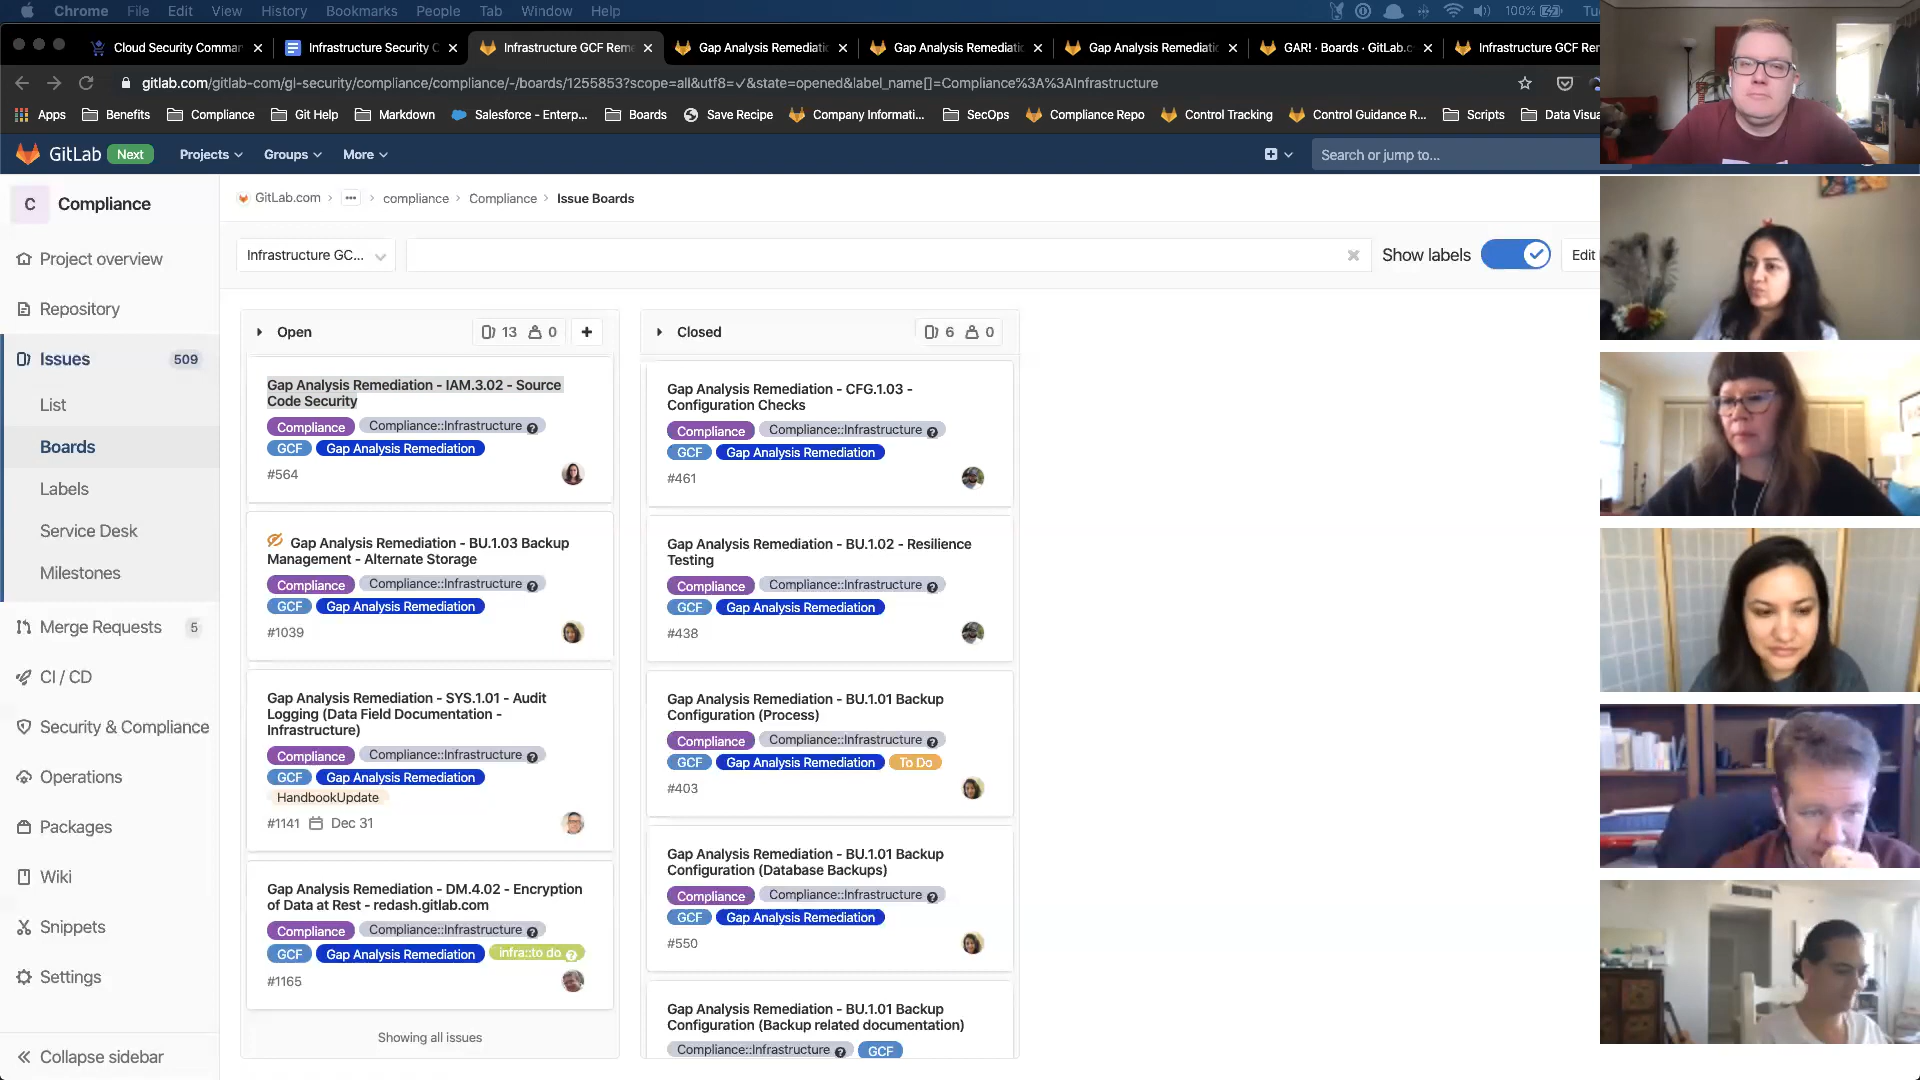 Chrome File Edit View History Bookmarks People Tab Window Help 100%
Cloud Security Comman
Infrastructure Security C
Infrastructure GCF Reme
Gap Analysis Remediatio
Gap Analysis Remediatio
Gap Analysis Remediatio
GAR! · Boards · GitLab.c
Infrastructure GCF Rem
gitlab.com/gitlab-com/gl-security/compliance/compliance/-/boards/1255853?scope=all&utf8=✓&state=opened&label_name[]=Compliance%3A%3AInfrastructure
Apps Benefits Compliance Git Help Markdown Salesforce - Enterp... Boards Save Recipe Company Informati... SecOps Compliance Repo Control Tracking Control Guidance R... Scripts Data Visua
GitLab Next Projects Groups More Search or jump to...
C Compliance
Project overview
Repository
Issues 509
List
Boards
Labels
Service Desk
Milestones
Merge Requests 5
CI / CD
Security & Compliance
Operations
Packages
Wiki
Snippets
Settings
Collapse sidebar
GitLab.com › ••• › compliance › Compliance › Issue Boards
Infrastructure GC... Show labels Edit
Open 13 0 +
Gap Analysis Remediation - IAM.3.02 - Source
Code Security
Compliance Compliance::Infrastructure
GCF Gap Analysis Remediation
#564
Gap Analysis Remediation - BU.1.03 Backup
Management - Alternate Storage
Compliance Compliance::Infrastructure
GCF Gap Analysis Remediation
#1039
Gap Analysis Remediation - SYS.1.01 - Audit
Logging (Data Field Documentation -
Infrastructure)
Compliance Compliance::Infrastructure
GCF Gap Analysis Remediation
HandbookUpdate
#1141 Dec 31
Gap Analysis Remediation - DM.4.02 - Encryption
of Data at Rest - redash.gitlab.com
Compliance Compliance::Infrastructure
GCF Gap Analysis Remediation infra::to do
#1165
Showing all issues
Closed 6 0
Gap Analysis Remediation - CFG.1.03 -
Configuration Checks
Compliance Compliance::Infrastructure
GCF Gap Analysis Remediation
#461
Gap Analysis Remediation - BU.1.02 - Resilience
Testing
Compliance Compliance::Infrastructure
GCF Gap Analysis Remediation
#438
Gap Analysis Remediation - BU.1.01 Backup
Configuration (Process)
Compliance Compliance::Infrastructure
GCF Gap Analysis Remediation To Do
#403
Gap Analysis Remediation - BU.1.01 Backup
Configuration (Database Backups)
Compliance Compliance::Infrastructure
GCF Gap Analysis Remediation
#550
Gap Analysis Remediation - BU.1.01 Backup
Configuration (Backup related documentation)
Compliance::Infrastructure GCF